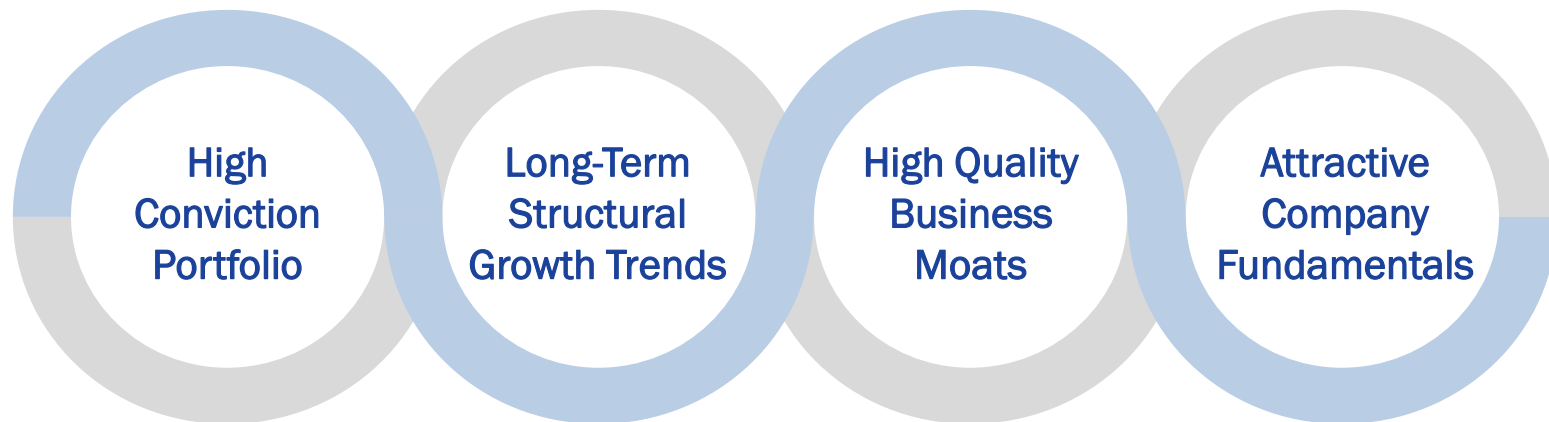 High
Conviction
Portfolio
Long-Term
Structural
Growth Trends
High Quality
Business
Moats
Attractive
Company
Fundamentals